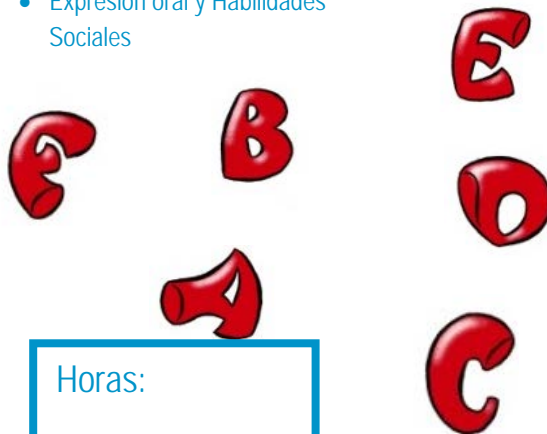 • Expresión oral y Habilidades
Sociales
E
B
F
D
A
C
Horas: